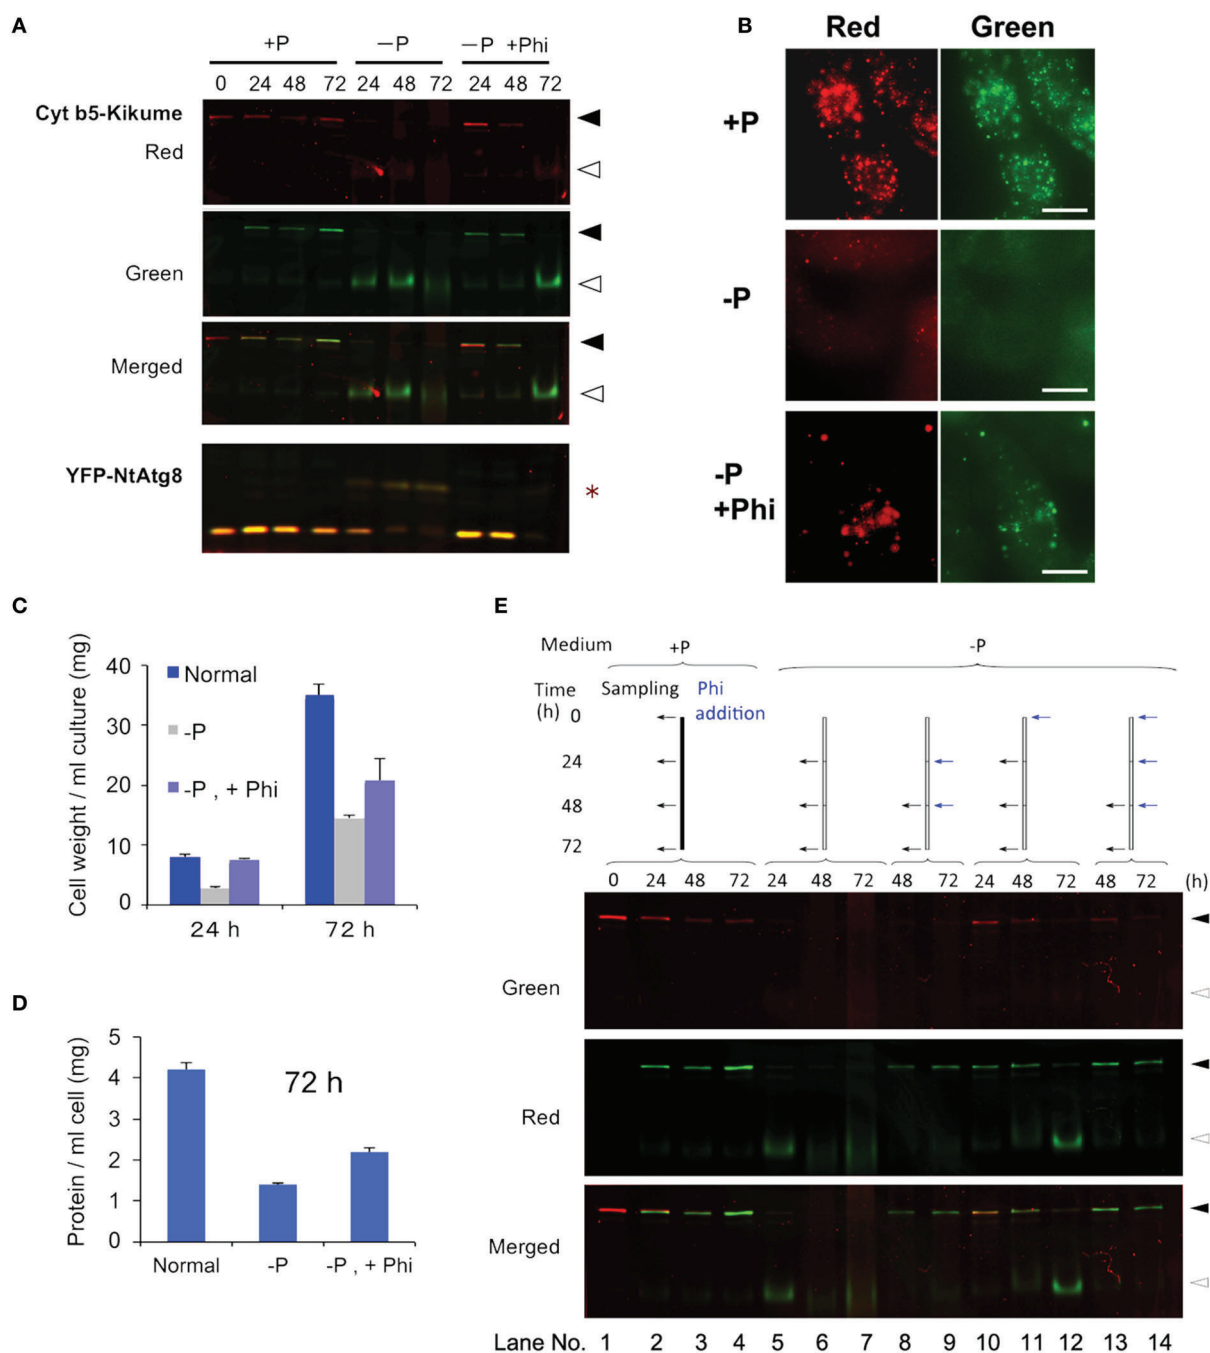 A
+P
−P
−P +Phi
0 24 48 72 24 48 72 24 48 72
Cyt b5-Kikume
Red
Green
Merged
YFP-NtAtg8
*
B
Red
Green
+P
-P
-P
+Phi
C
Cell weight / ml culture (mg)
40
30
20
10
0
Normal
-P
-P , + Phi
24 h
72 h
D
Protein / ml cell (mg)
5
4
3
2
1
0
72 h
Normal
-P
-P , + Phi
E
Medium
+P
-P
Time
(h)
Sampling
Phi
addition
0
24
48
72
0 24 48 72 24 48 72 48 72 24 48 72 48 72 (h)
Green
Red
Merged
Lane No. 1 2 3 4 5 6 7 8 9 10 11 12 13 14